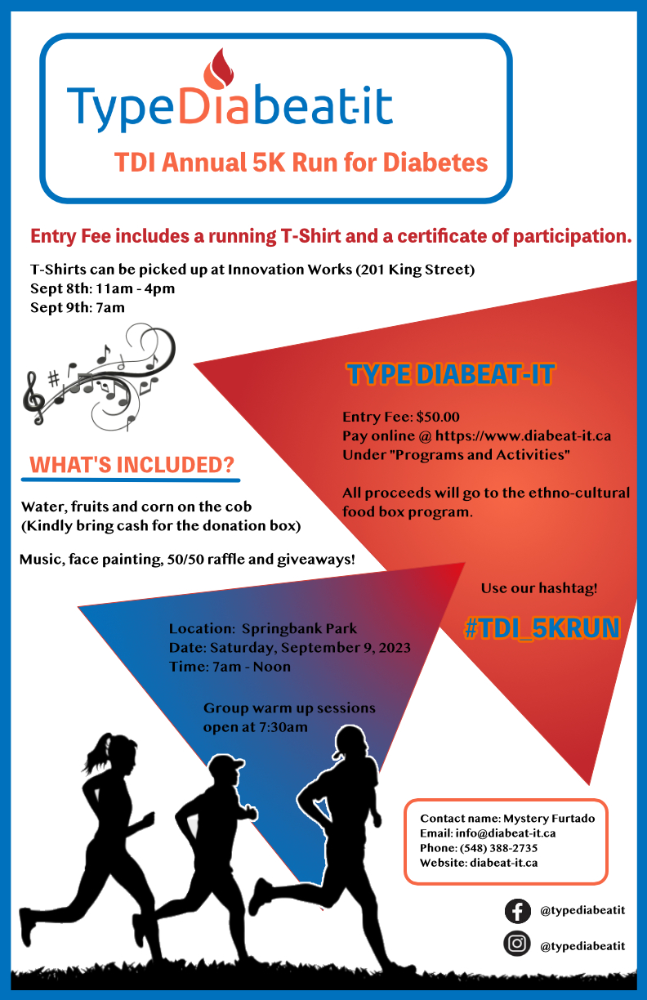 TypeDiabeat-it
TDI Annual 5K Run for Diabetes
Entry Fee includes a running T-Shirt and a certificate of participation.
T-Shirts can be picked up at Innovation Works (201 King Street)
Sept 8th: 11am - 4pm
Sept 9th: 7am
TYPE DIABEAT-IT
Entry Fee: $50.00
Pay online @ https://www.diabeat-it.ca
Under "Programs and Activities"
All proceeds will go to the ethno-cultural
food box program.
WHAT'S INCLUDED?
Water, fruits and corn on the cob
(Kindly bring cash for the donation box)
Music, face painting, 50/50 raffle and giveaways!
Use our hashtag!
#TDI_5KRUN
Location:  Springbank Park
Date: Saturday, September 9, 2023
Time: 7am - Noon
Group warm up sessions
open at 7:30am
Contact name: Mystery Furtado
Email: info@diabeat-it.ca
Phone: (548) 388-2735
Website: diabeat-it.ca
@typediabeatit
@typediabeatit